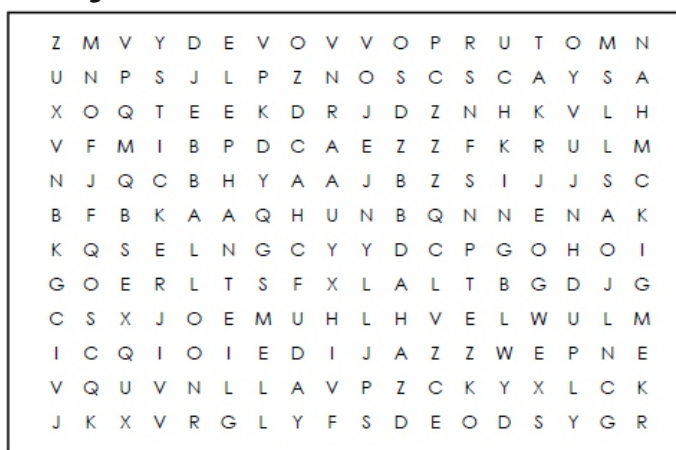 Z M V Y D E V O V V O P R U T O M N
U N P S J L P Z N O S C S C A Y S A
X O Q T E E K D R J D Z N H K V L H
V F M I B P D C A E Z Z F K R U L M
N J Q C B H Y A A J B Z S I J J S C
B F B K A A Q H U N B Q N N E N A K
K Q S E L N G C Y Y D C P G O H O I
G O E R L T S F X L A L T B G D J G
C S X J O E M U H L H V E L W U L M
I C Q I O I E D I J A Z Z W E P N E
V Q U V N L L A V P Z C K Y X L C K
J K X V R G L Y F S D E O D S Y G R